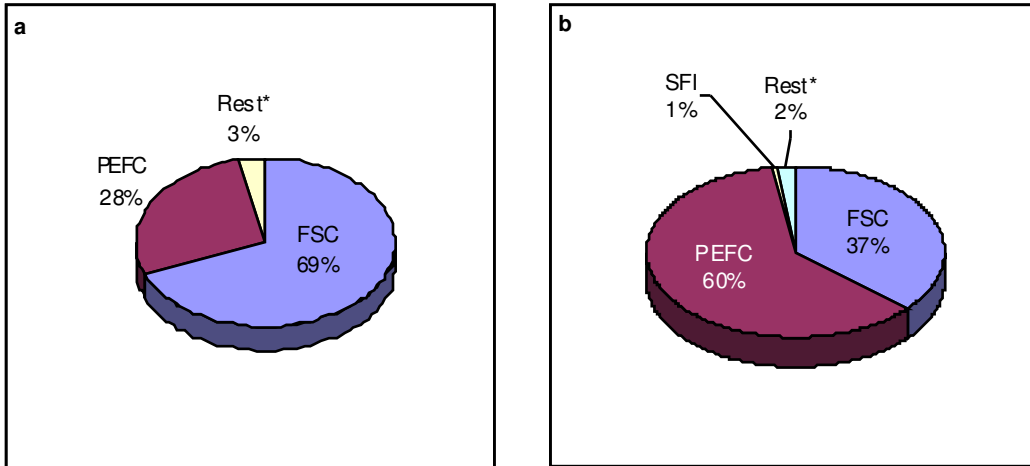 a
Rest*
3%
PEFC
28%
FSC
69%
b
SFI
1%
Rest*
2%
FSC
37%
PEFC
60%